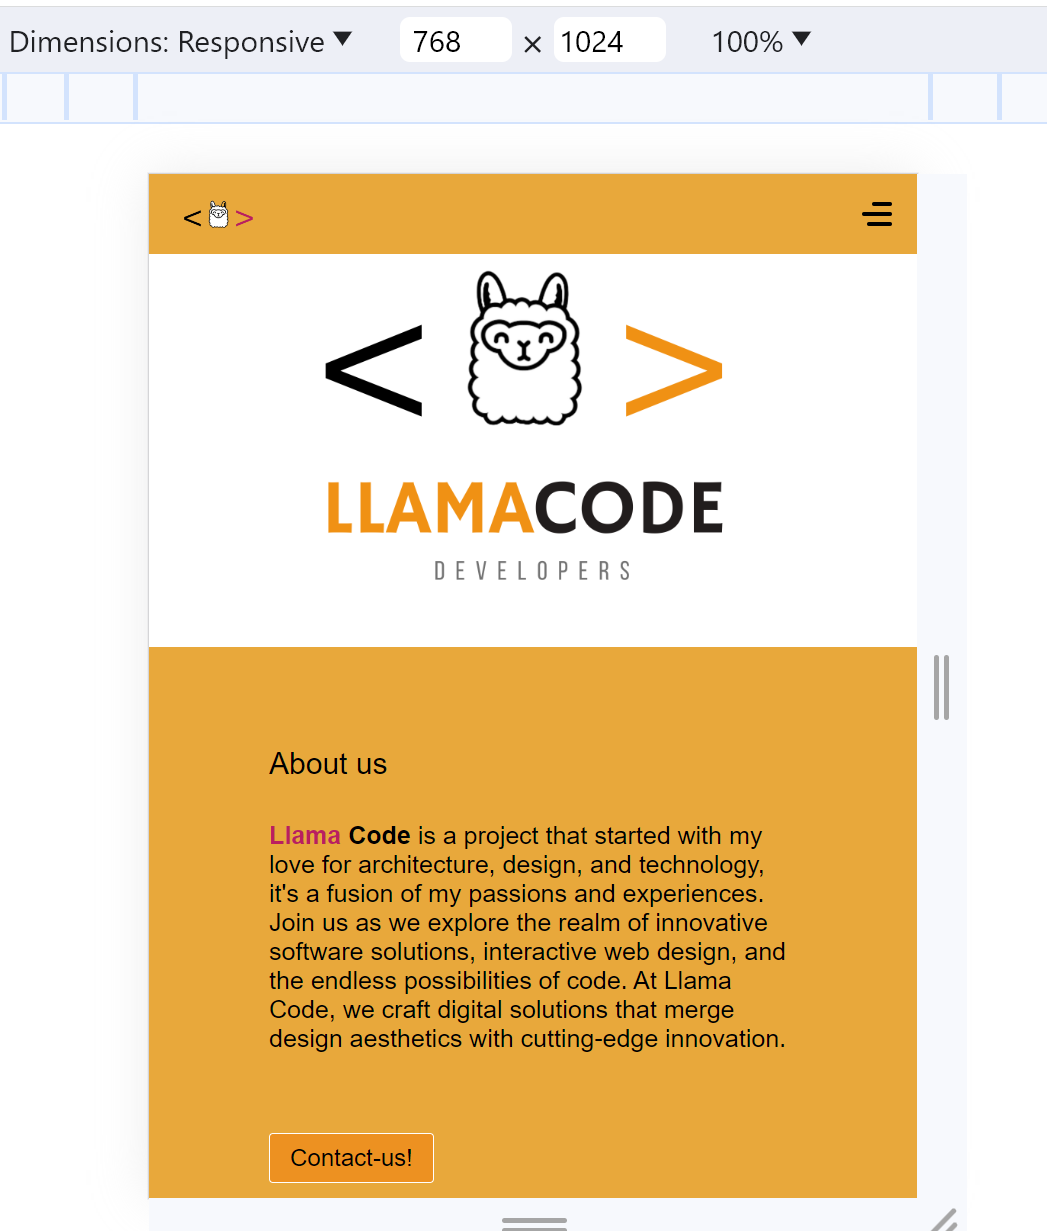 Dimensions: Responsive
768 × 1024
100%
< >
< >
LLAMACODE
DEVELOPERS
About us
Llama Code is a project that started with my
love for architecture, design, and technology,
it's a fusion of my passions and experiences.
Join us as we explore the realm of innovative
software solutions, interactive web design, and
the endless possibilities of code. At Llama
Code, we craft digital solutions that merge
design aesthetics with cutting-edge innovation.
Contact-us!